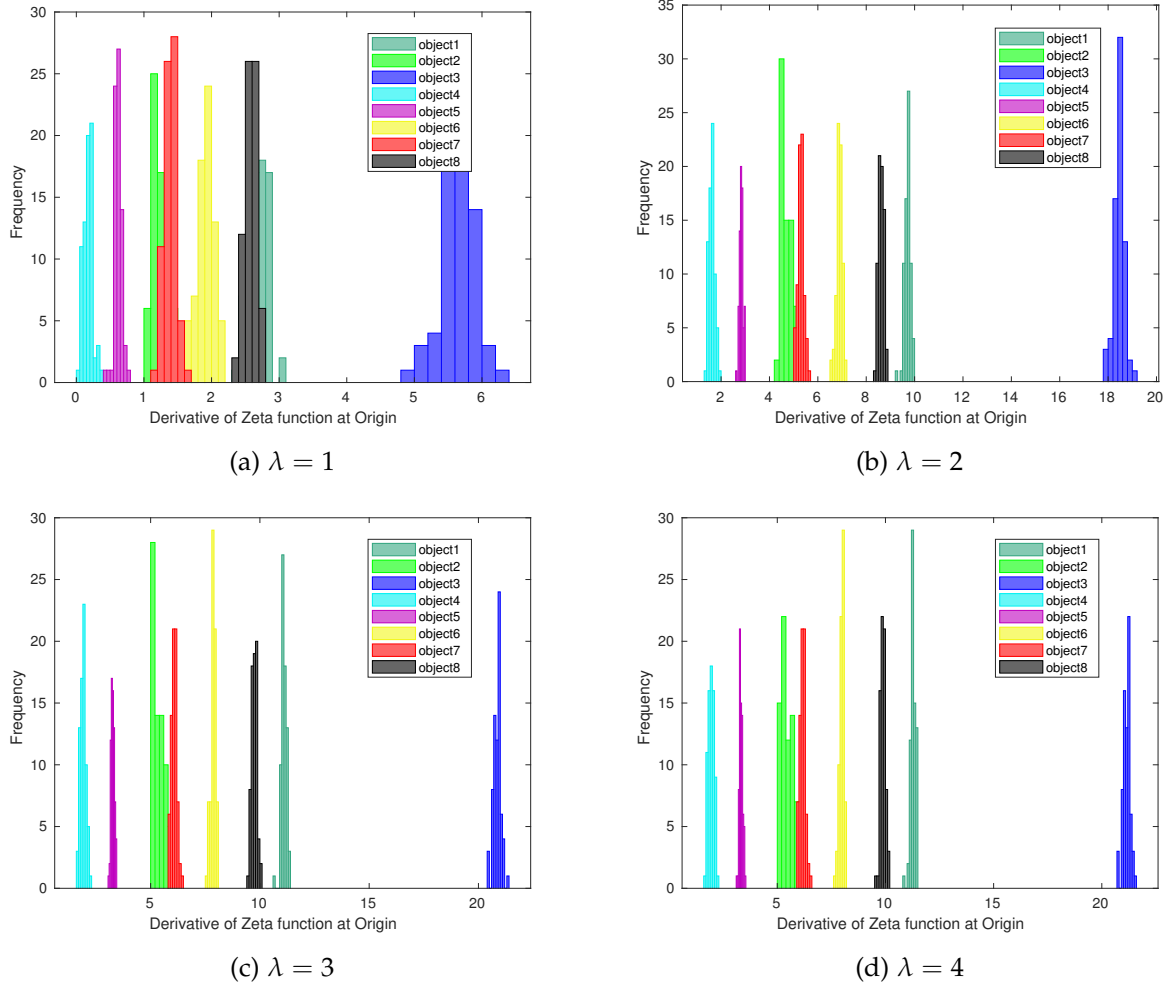 30
25
20
15
10
5
0
Frequency
object1
object2
object3
object4
object5
object6
object7
object8
0 1 2 3 4 5 6
Derivative of Zeta function at Origin
(a) λ = 1
35
30
25
20
15
10
5
0
Frequency
object1
object2
object3
object4
object5
object6
object7
object8
2 4 6 8 10 12 14 16 18 20
Derivative of Zeta function at Origin
(b) λ = 2
30
25
20
15
10
5
0
Frequency
object1
object2
object3
object4
object5
object6
object7
object8
5 10 15 20
Derivative of Zeta function at Origin
(c) λ = 3
30
25
20
15
10
5
0
Frequency
object1
object2
object3
object4
object5
object6
object7
object8
5 10 15 20
Derivative of Zeta function at Origin
(d) λ = 4